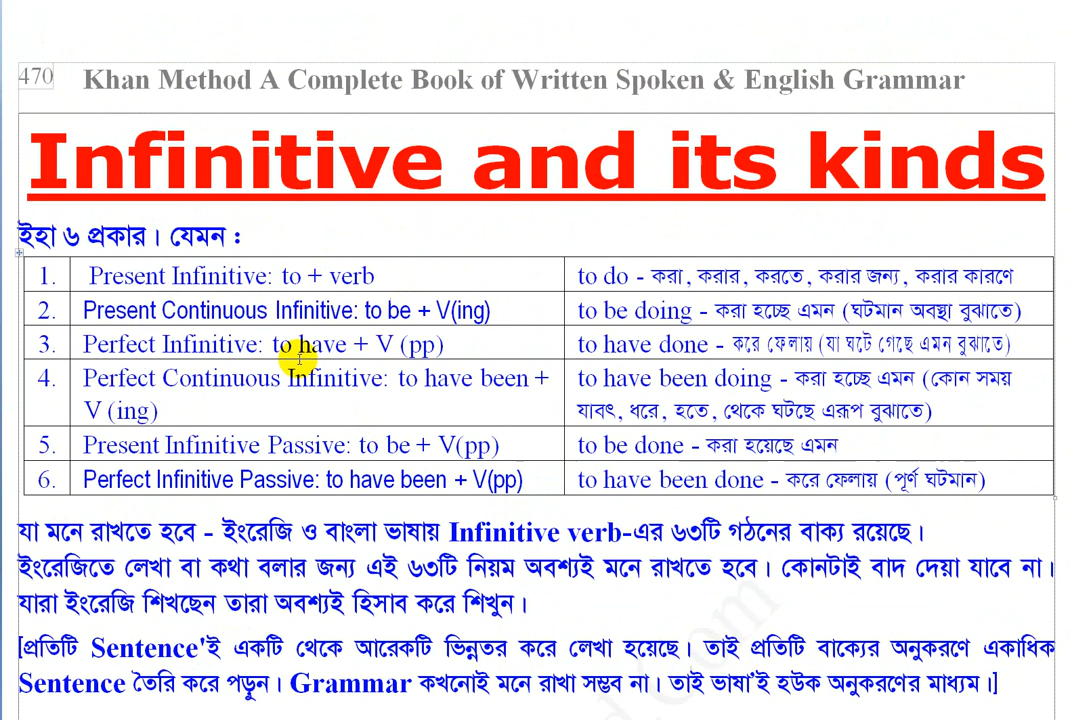 470 Khan Method A Complete Book of Written Spoken & English Grammar
Infinitive and its kinds
ইহা ৬ প্রকার। যেমন :
1. Present Infinitive: to + verb to do - করা, করার, করতে, করার জন্য, করার কারণে
2. Present Continuous Infinitive: to be + V(ing) to be doing - করা হচ্ছে এমন (ঘটমান অবস্থা বুঝাতে)
3. Perfect Infinitive: to have + V (pp) to have done - করে ফেলায় (যা ঘটে গেছে এমন বুঝাতে)
4. Perfect Continuous Infinitive: to have been + to have been doing - করা হচ্ছে এমন (কোন সময়
V (ing) যাবৎ, ধরে, হতে, থেকে ঘটছে এরূপ বুঝাতে)
5. Present Infinitive Passive: to be + V(pp) to be done - করা হয়েছে এমন
6. Perfect Infinitive Passive: to have been + V(pp) to have been done - করে ফেলায় (পূর্ণ ঘটমান)
যা মনে রাখতে হবে - ইংরেজি ও বাংলা ভাষায় Infinitive verb-এর ৬৩টি গঠনের বাক্য রয়েছে।
ইংরেজিতে লেখা বা কথা বলার জন্য এই ৬৩টি নিয়ম অবশ্যই মনে রাখতে হবে। কোনটাই বাদ দেয়া যাবে না।
যারা ইংরেজি শিখছেন তারা অবশ্যই হিসাব করে শিখুন।
[প্রতিটি Sentence'ই একটি থেকে আরেকটি ভিন্নতর করে লেখা হয়েছে। তাই প্রতিটি বাক্যের অনুকরণে একাধিক
Sentence তৈরি করে পড়ুন। Grammar কখনোই মনে রাখা সম্ভব না। তাই ভাষা'ই হউক অনুকরণের মাধ্যম।]